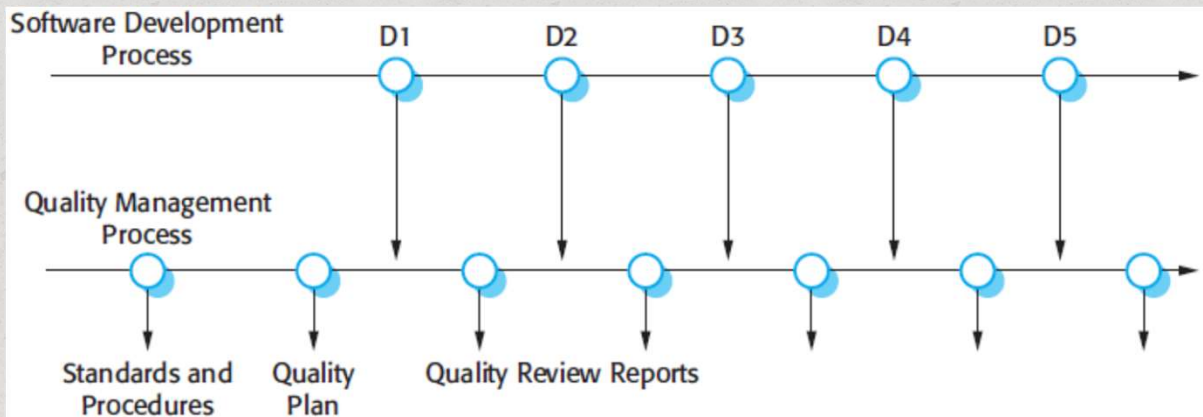 Software Development
Process
D1
D2
D3
D4
D5
Quality Management
Process
Standards and
Procedures
Quality
Plan
Quality Review Reports